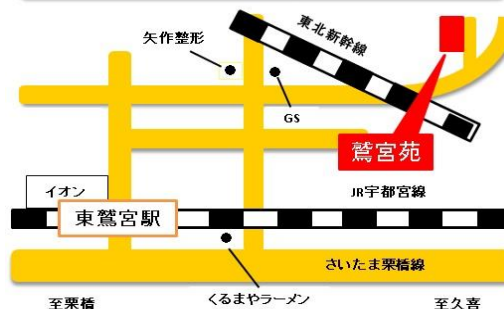 東北新幹線
矢作整形
GS
鷲宮苑
イオン
JR宇都宮線
東鷲宮駅
さいたま栗橋線
至栗橋
くるまやラーメン
至久喜